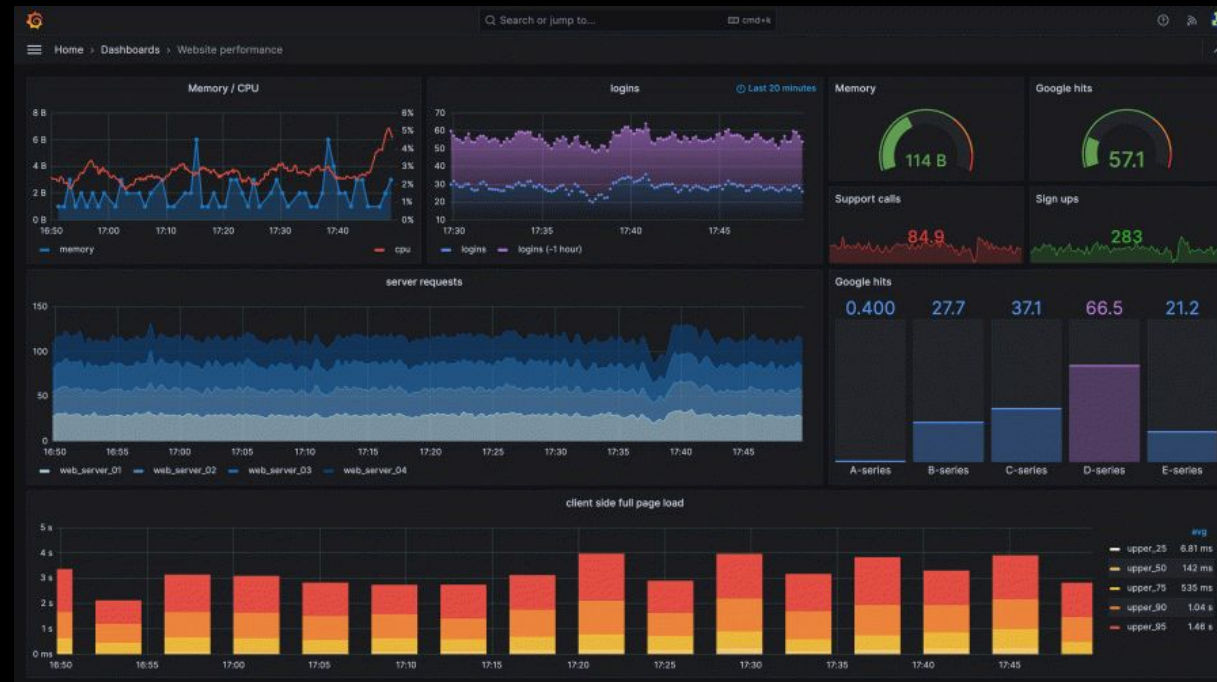 Search or jump to... cmd+k
Home > Dashboards > Website performance
Memory / CPU
8 B
6 B
4 B
2 B
0 B
6%
5%
4%
3%
2%
1%
0%
16:50 17:00 17:10 17:20 17:30 17:40
memory cpu
logins
Last 20 minutes
70
60
50
40
30
20
10
17:30 17:35 17:40 17:45
logins logins (-1 hour)
Memory
114 B
Google hits
57.1
Support calls
84.9
Sign ups
283
server requests
150
100
50
0
16:50 16:55 17:00 17:05 17:10 17:15 17:20 17:25 17:30 17:35 17:40 17:45
web_server_01 web_server_02 web_server_03 web_server_04
Google hits
0.400 27.7 37.1 66.5 21.2
A-series B-series C-series D-series E-series
client side full page load
5 s
4 s
3 s
2 s
1 s
0 ms
16:50 16:55 17:00 17:05 17:10 17:15 17:20 17:25 17:30 17:35 17:40 17:45
avg
upper_25 6.81 ms
upper_50 142 ms
upper_75 535 ms
upper_90 1.04 s
upper_95 1.46 s